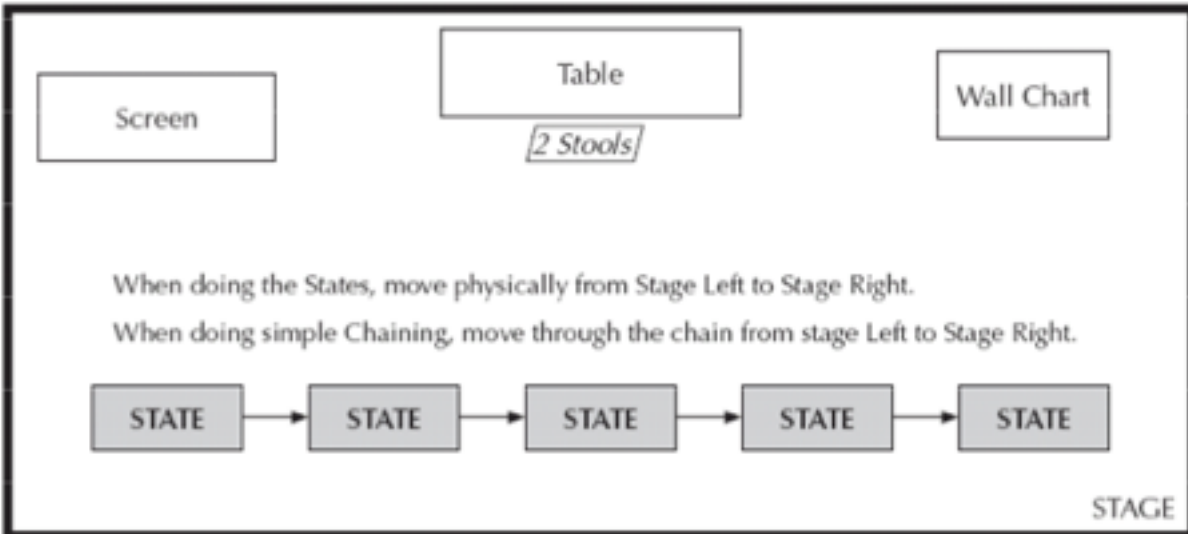 Table
Wall Chart
Screen
2 Stools
When doing the States, move physically from Stage Left to Stage Right.
When doing simple Chaining, move through the chain from stage Left to Stage Right.
STATE STATE STATE STATE STATE
STAGE